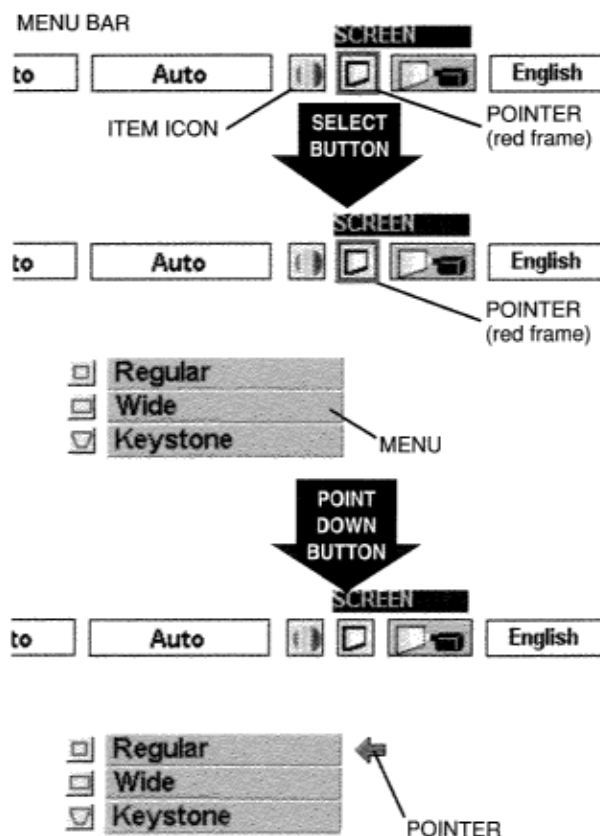 MENU BAR
SCREEN
to Auto English
ITEM ICON
SELECT
BUTTON
POINTER
(red frame)
SCREEN
to Auto English
POINTER
(red frame)
Regular
Wide
Keystone
MENU
POINT
DOWN
BUTTON
SCREEN
to Auto English
Regular
Wide
Keystone
POINTER